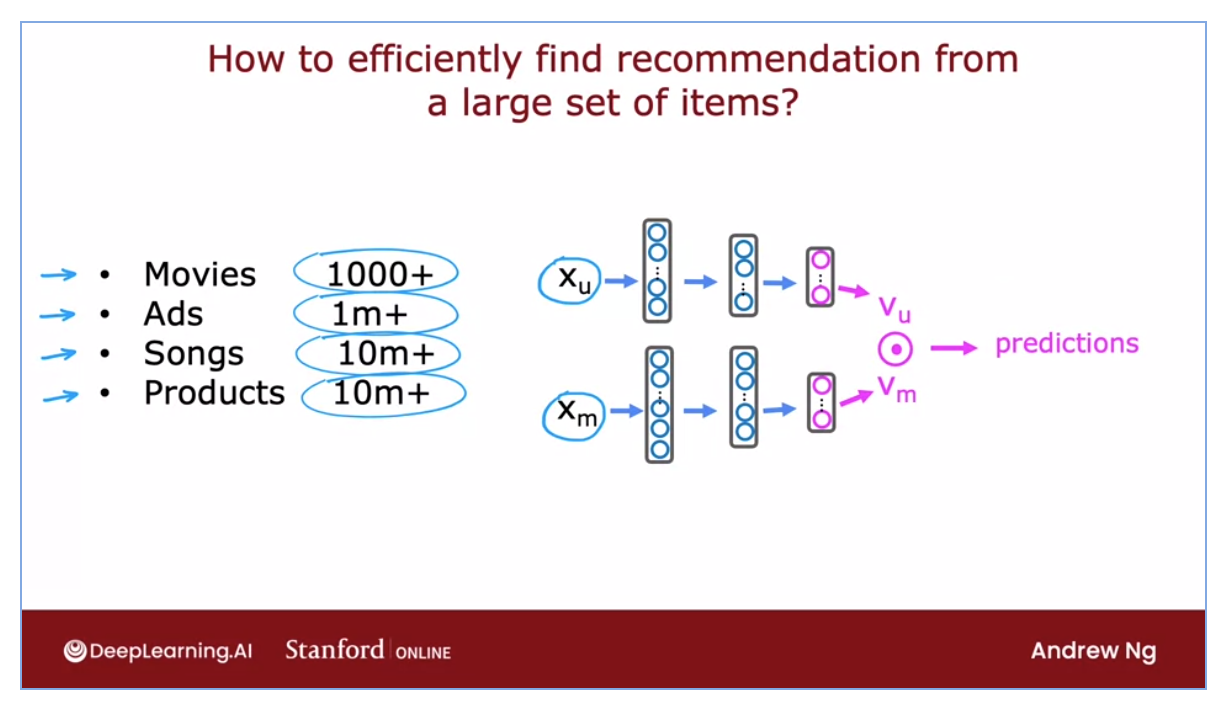 How to efficiently find recommendation from
a large set of items?
• Movies 1000+
• Ads 1m+
• Songs 10m+
• Products 10m+
xu
vu
predictions
xm
vm
DeepLearning.AI
Stanford ONLINE
Andrew Ng